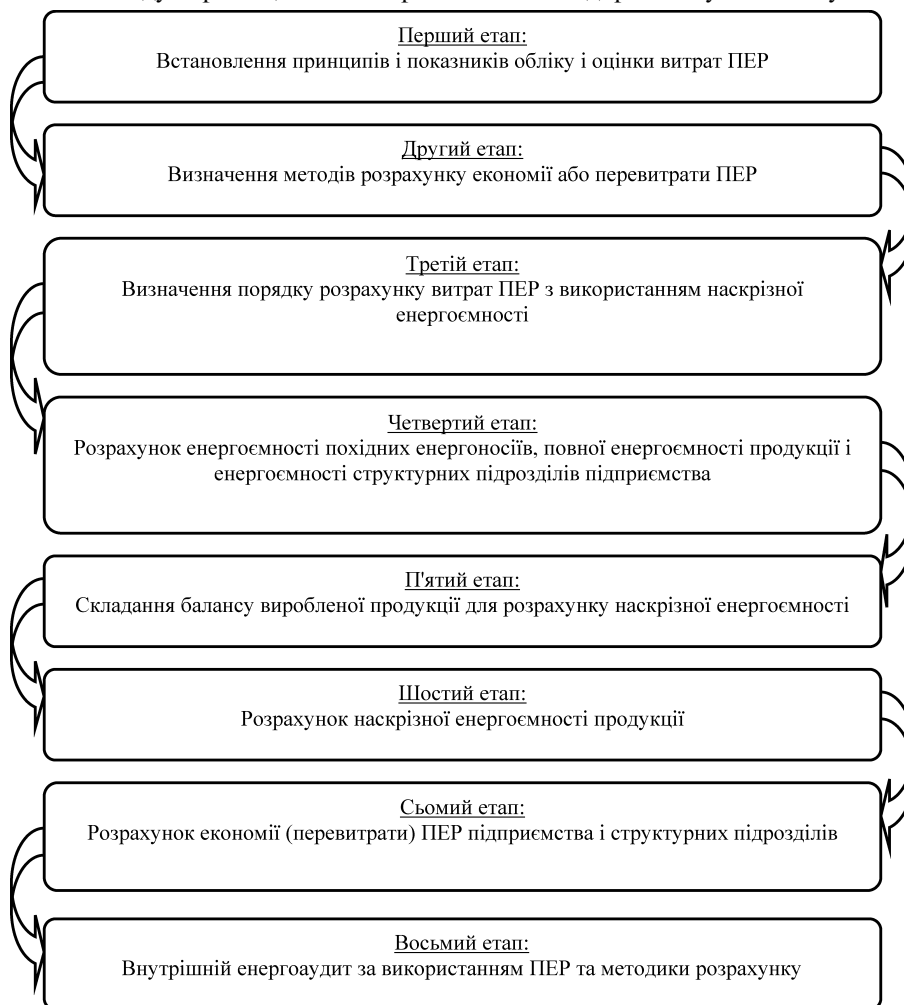 Перший етап:
Встановлення принципів і показників обліку і оцінки витрат ПЕР
Другий етап:
Визначення методів розрахунку економії або перевитрати ПЕР
Третій етап:
Визначення порядку розрахунку витрат ПЕР з використанням наскрізної
енергоємності
Четвертий етап:
Розрахунок енергоємності похідних енергоносіїв, повної енергоємності продукції і
енергоємності структурних підрозділів підприємства
П'ятий етап:
Складання балансу виробленої продукції для розрахунку наскрізної енергоємності
Шостий етап:
Розрахунок наскрізної енергоємності продукції
Сьомий етап:
Розрахунок економії (перевитрати) ПЕР підприємства і структурних підрозділів
Восьмий етап:
Внутрішній енергоаудит за використанням ПЕР та методики розрахунку